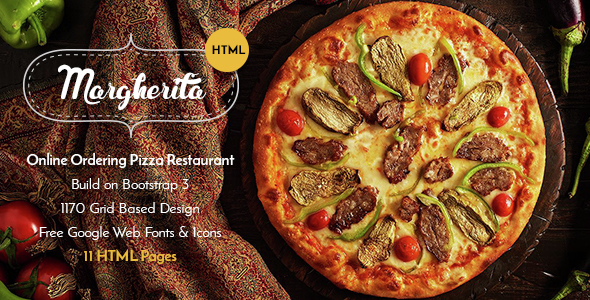 HTML
Margherita
Online Ordering Pizza Restaurant
Build on Bootstrap 3
1170 Grid Based Design
Free Google Web Fonts & Icons
11 HTML Pages